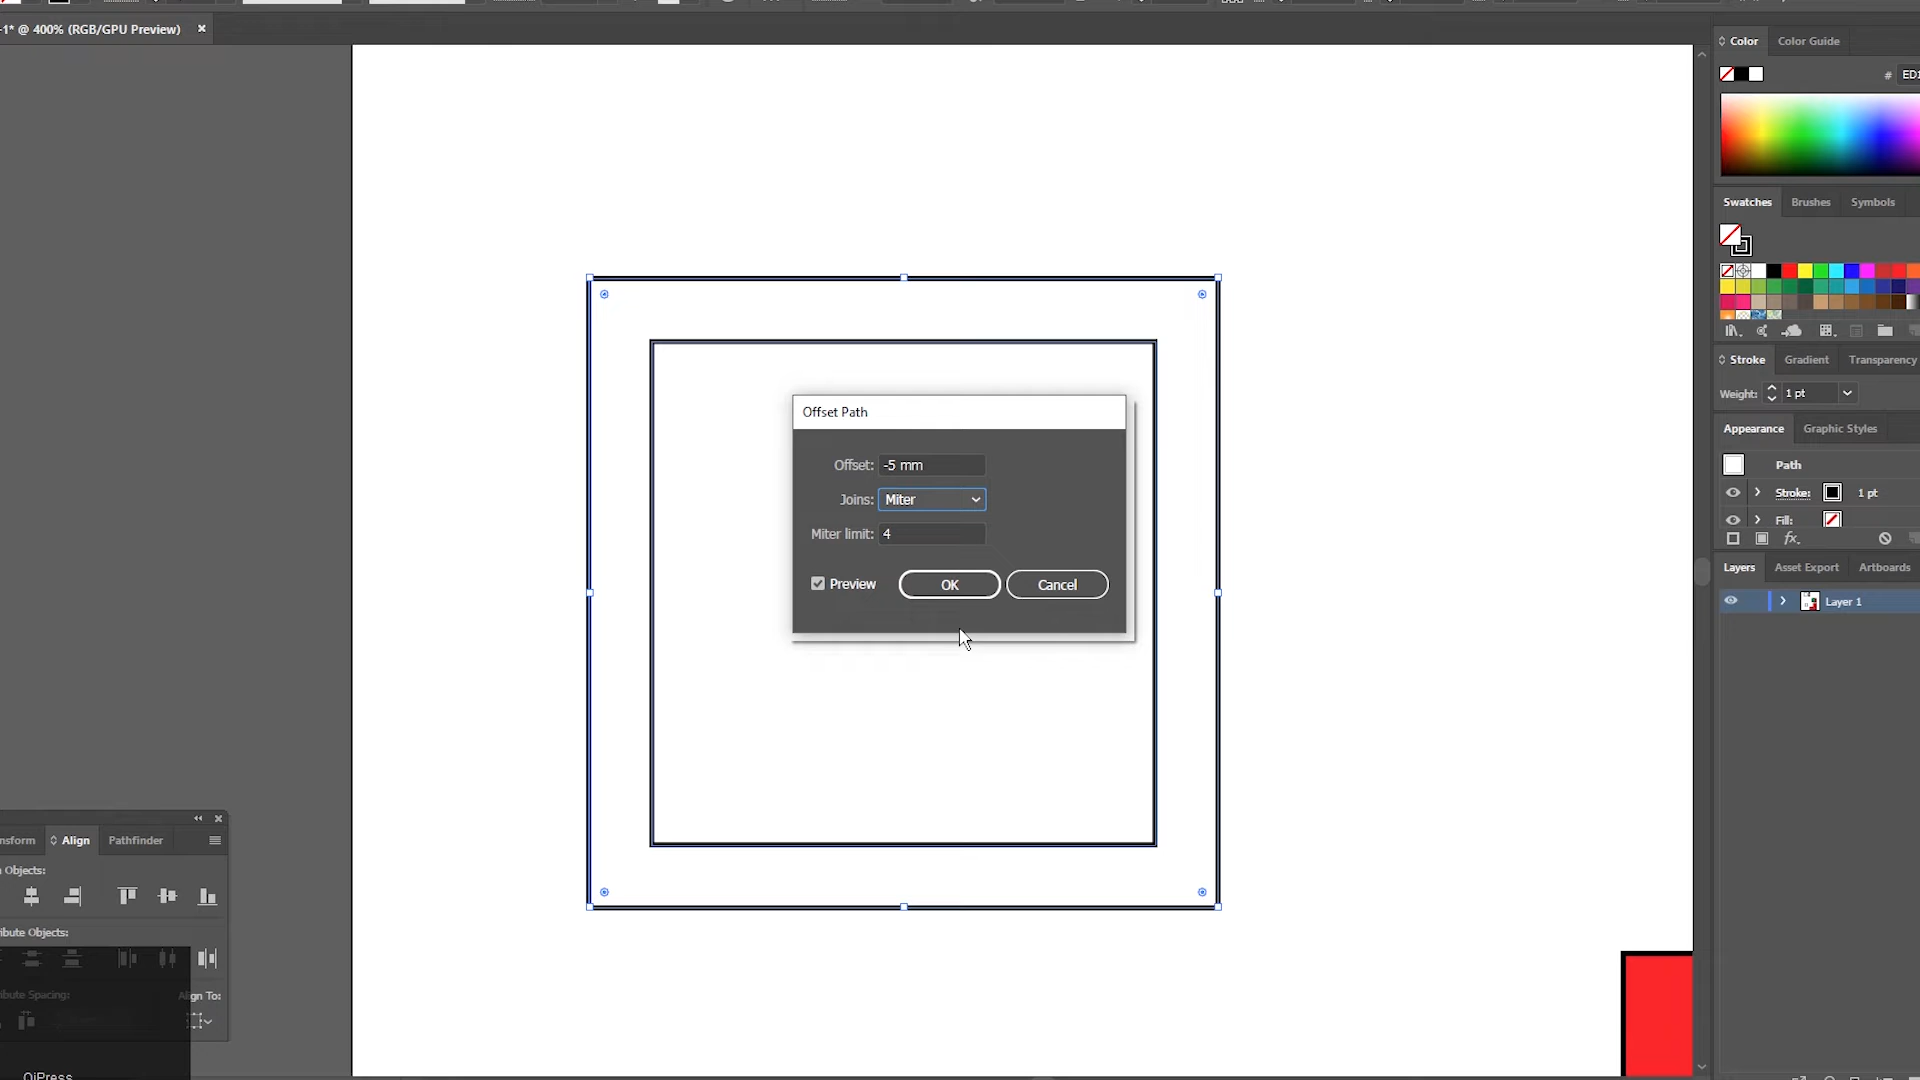 -1* @ 400% (RGB/GPU Preview) ×
Color Color Guide
# ED1
Swatches Brushes Symbols
Stroke Gradient Transparency
Weight: 1 pt
Appearance Graphic Styles
Path
Stroke: 1 pt
Fill:
fx.
Layers Asset Export Artboards
Layer 1
Offset Path
Offset: -5 mm
Joins: Miter
Miter limit: 4
Preview OK Cancel
nsform Align Pathfinder
Objects:
ibute Objects:
ibute Spacing: Align To:
QiPress